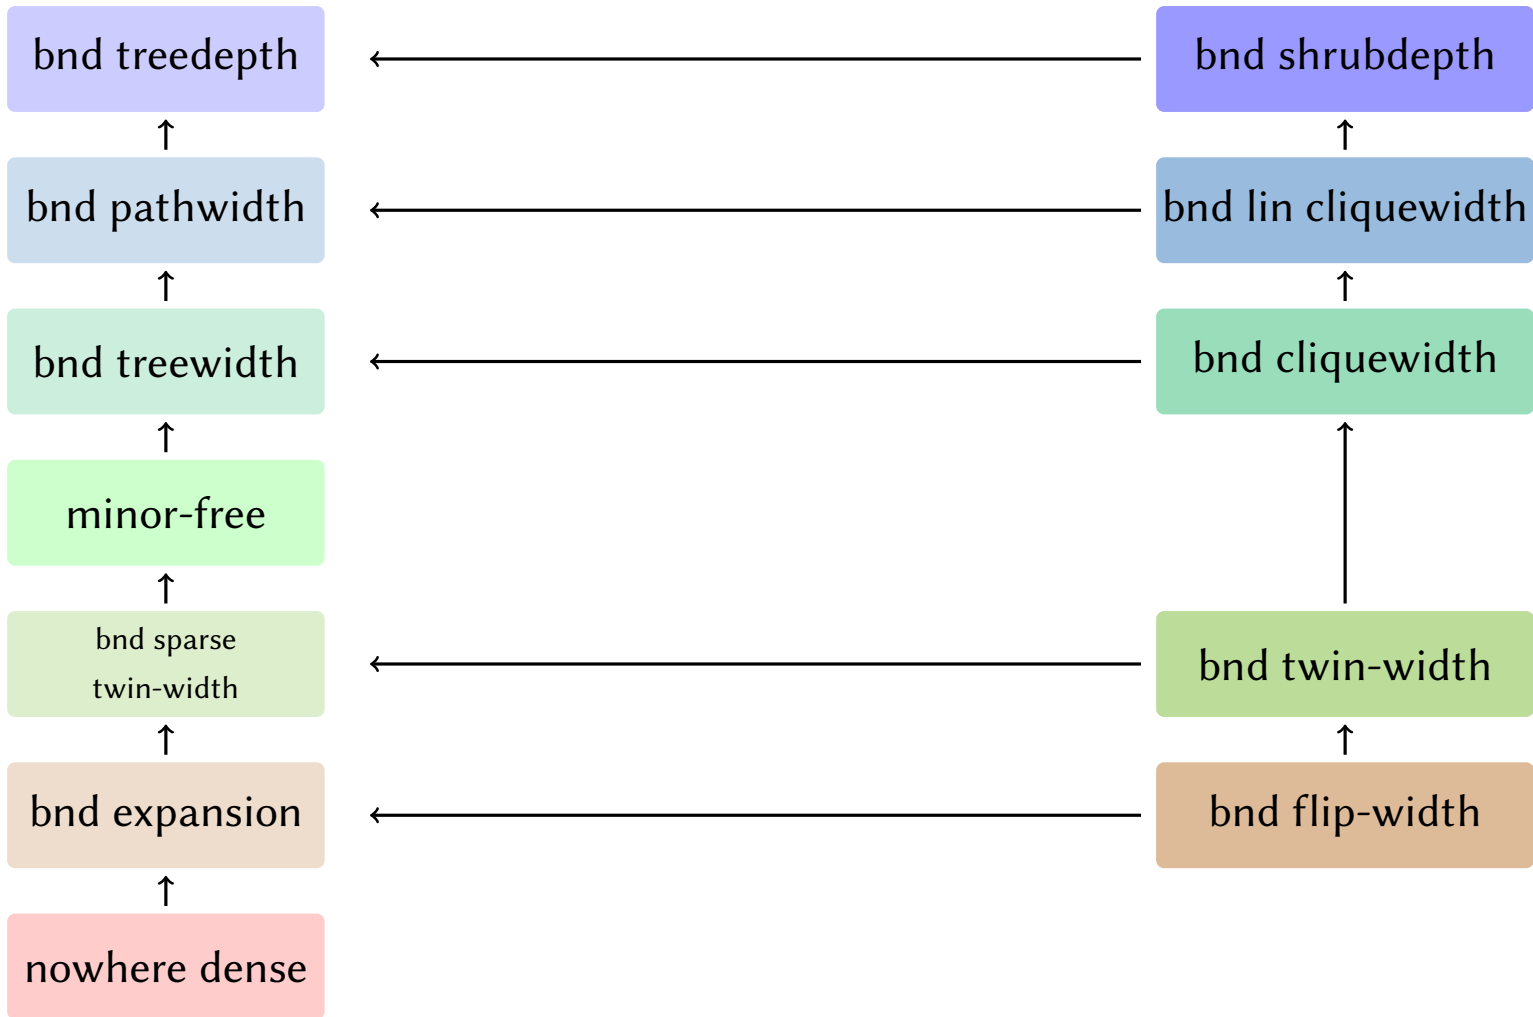 bnd treedepth
bnd shrubdepth
bnd pathwidth
bnd lin cliquewidth
bnd treewidth
bnd cliquewidth
minor-free
bnd sparse
twin-width
bnd twin-width
bnd expansion
bnd flip-width
nowhere dense